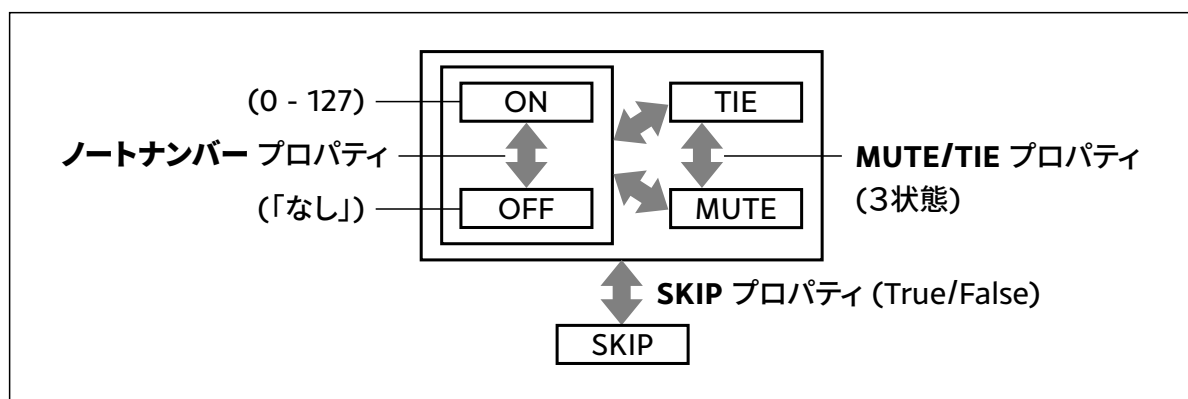 (0 - 127)
ON
TIE
ノートナンバー プロパティ
MUTE/TIE プロパティ
(3状態)
(「なし」)
OFF
MUTE
SKIP プロパティ (True/False)
SKIP